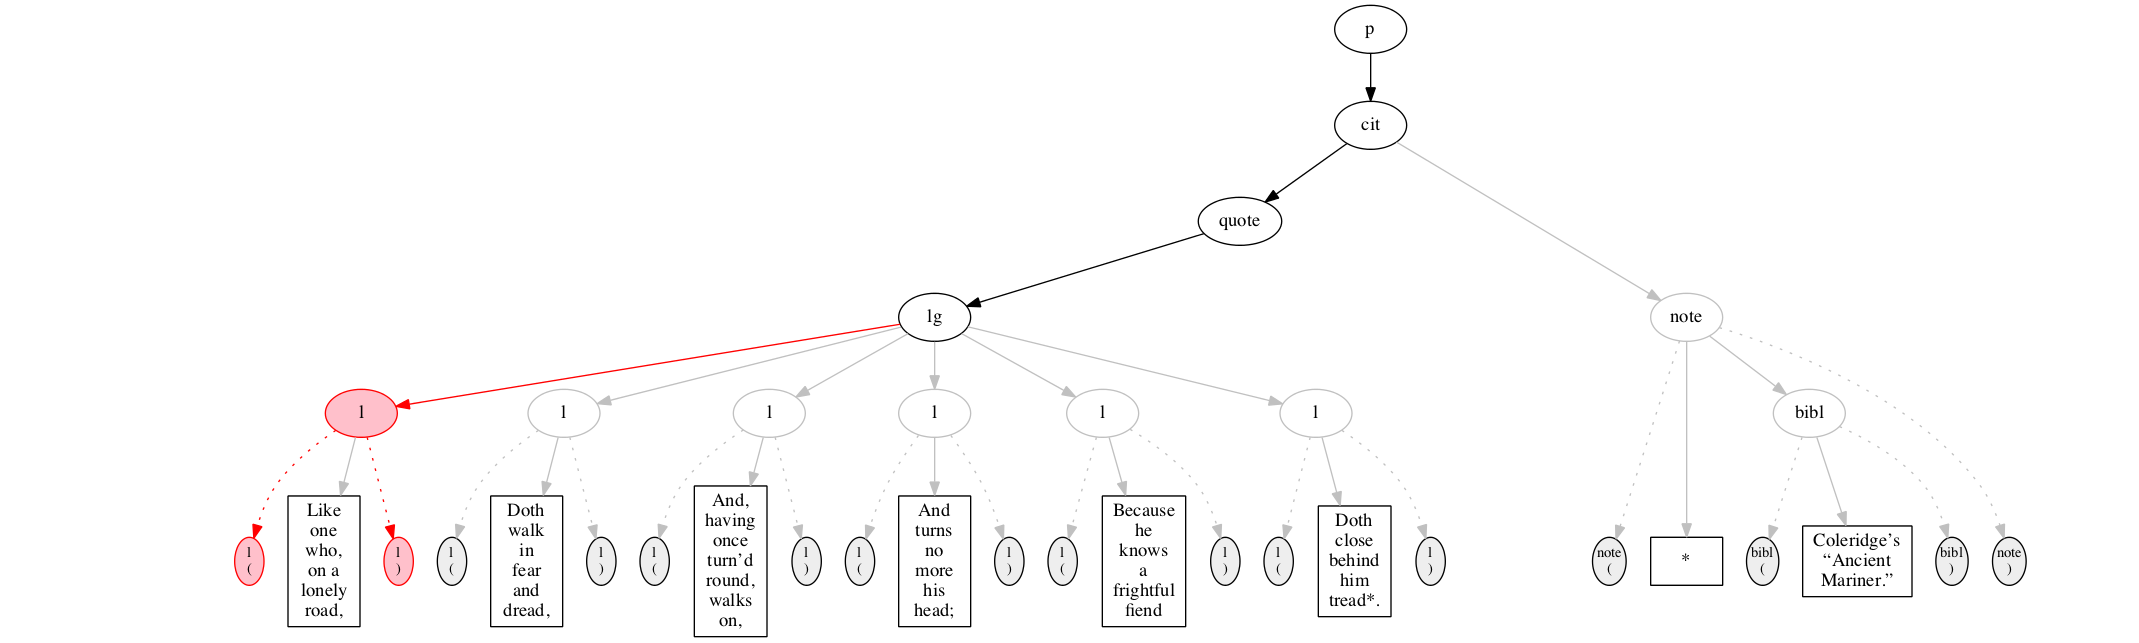 p
cit
quote
lg
note
l
l
l
l
l
l
bibl
l
(
Like
one
who,
on a
lonely
road,
l
)
l
(
Doth
walk
in
fear
and
dread,
l
)
l
(
And,
having
once
turn’d
round,
walks
on,
l
)
l
(
And
turns
no
more
his
head;
l
)
l
(
Because
he
knows
a
frightful
fiend
l
)
l
(
Doth
close
behind
him
tread*.
l
)
note
(
*
bibl
(
Coleridge’s
“Ancient
Mariner.”
bibl
)
note
)